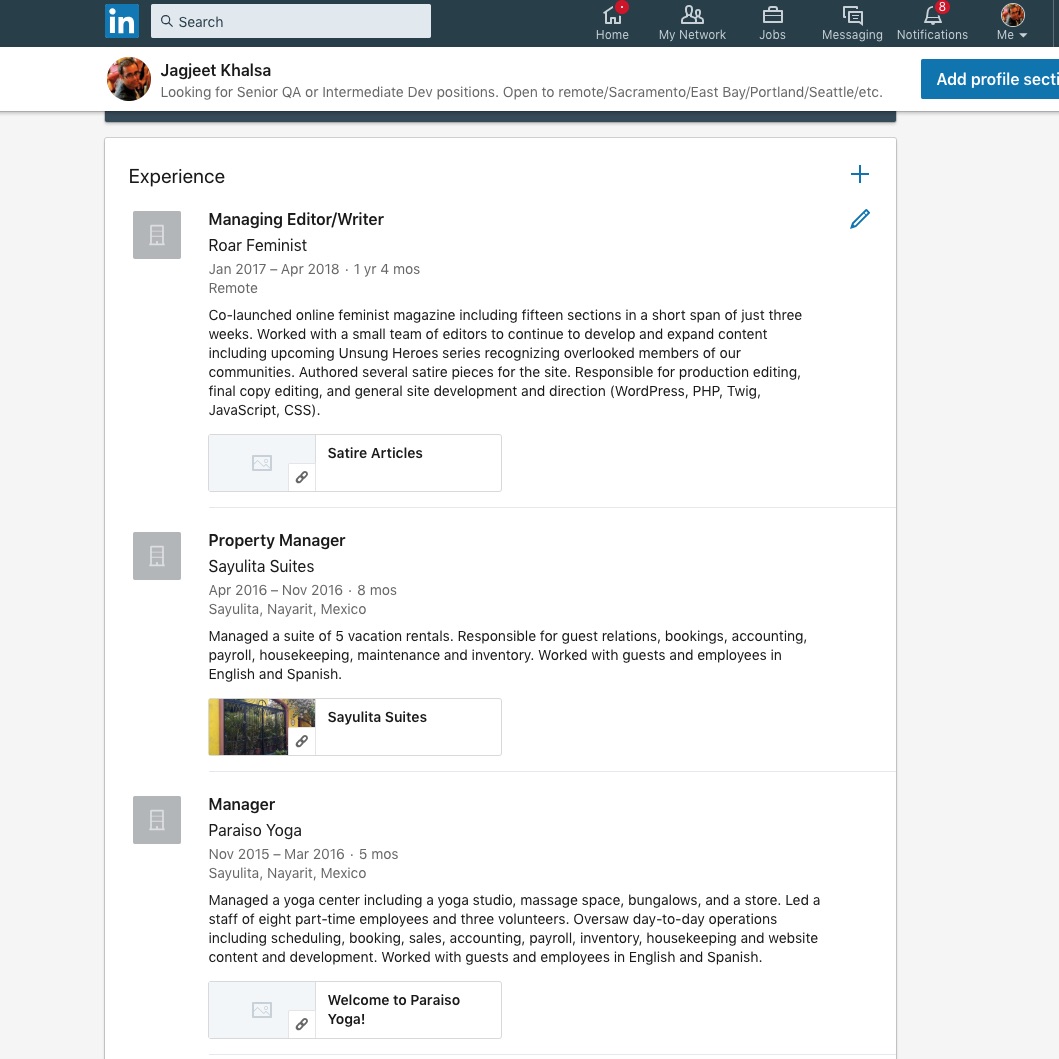 in
Search
Home
My Network
Jobs
Messaging
8
Notifications
Me
Jagjeet Khalsa
Looking for Senior QA or Intermediate Dev positions. Open to remote/Sacramento/East Bay/Portland/Seattle/etc.
Add profile secti
Experience
Managing Editor/Writer
Roar Feminist
Jan 2017 – Apr 2018 · 1 yr 4 mos
Remote
Co-launched online feminist magazine including fifteen sections in a short span of just three
weeks. Worked with a small team of editors to continue to develop and expand content
including upcoming Unsung Heroes series recognizing overlooked members of our
communities. Authored several satire pieces for the site. Responsible for production editing,
final copy editing, and general site development and direction (WordPress, PHP, Twig,
JavaScript, CSS).
Satire Articles
Property Manager
Sayulita Suites
Apr 2016 – Nov 2016 · 8 mos
Sayulita, Nayarit, Mexico
Managed a suite of 5 vacation rentals. Responsible for guest relations, bookings, accounting,
payroll, housekeeping, maintenance and inventory. Worked with guests and employees in
English and Spanish.
Sayulita Suites
Manager
Paraiso Yoga
Nov 2015 – Mar 2016 · 5 mos
Sayulita, Nayarit, Mexico
Managed a yoga center including a yoga studio, massage space, bungalows, and a store. Led a
staff of eight part-time employees and three volunteers. Oversaw day-to-day operations
including scheduling, booking, sales, accounting, payroll, inventory, housekeeping and website
content and development. Worked with guests and employees in English and Spanish.
Welcome to Paraiso
Yoga!